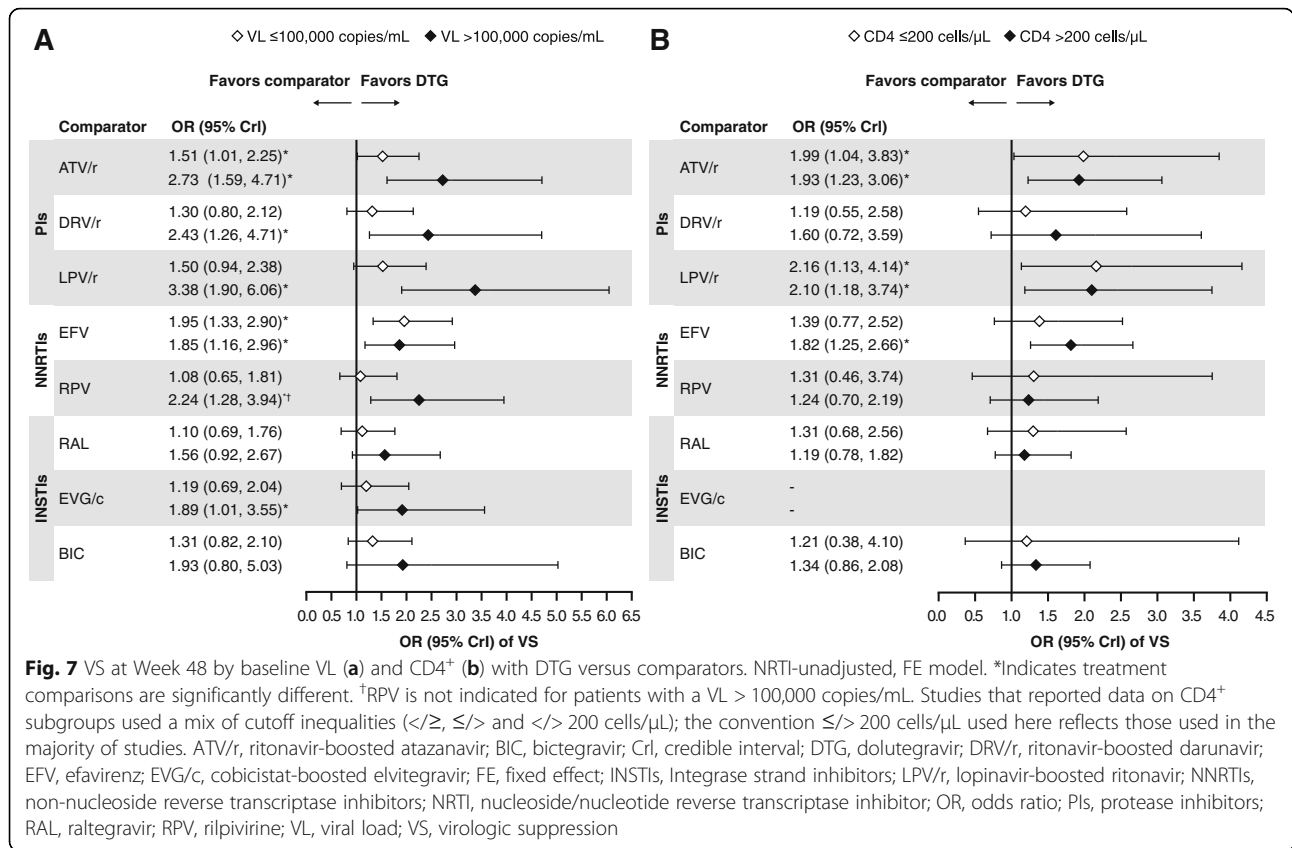 A
◇ VL ≤100,000 copies/mL ◆ VL >100,000 copies/mL
Favors comparator Favors DTG
Comparator OR (95% CrI)
PIs
ATV/r
1.51 (1.01, 2.25)*
2.73 (1.59, 4.71)*
DRV/r
1.30 (0.80, 2.12)
2.43 (1.26, 4.71)*
LPV/r
1.50 (0.94, 2.38)
3.38 (1.90, 6.06)*
NNRTIs
EFV
1.95 (1.33, 2.90)*
1.85 (1.16, 2.96)*
RPV
1.08 (0.65, 1.81)
2.24 (1.28, 3.94)*†
INSTIs
RAL
1.10 (0.69, 1.76)
1.56 (0.92, 2.67)
EVG/c
1.19 (0.69, 2.04)
1.89 (1.01, 3.55)*
BIC
1.31 (0.82, 2.10)
1.93 (0.80, 5.03)
0.0 0.5 1.0 1.5 2.0 2.5 3.0 3.5 4.0 4.5 5.0 5.5 6.0 6.5
OR (95% CrI) of VS
B
◇ CD4 ≤200 cells/µL ◆ CD4 >200 cells/µL
Favors comparator Favors DTG
Comparator OR (95% CrI)
PIs
ATV/r
1.99 (1.04, 3.83)*
1.93 (1.23, 3.06)*
DRV/r
1.19 (0.55, 2.58)
1.60 (0.72, 3.59)
LPV/r
2.16 (1.13, 4.14)*
2.10 (1.18, 3.74)*
NNRTIs
EFV
1.39 (0.77, 2.52)
1.82 (1.25, 2.66)*
RPV
1.31 (0.46, 3.74)
1.24 (0.70, 2.19)
INSTIs
RAL
1.31 (0.68, 2.56)
1.19 (0.78, 1.82)
EVG/c
-
-
BIC
1.21 (0.38, 4.10)
1.34 (0.86, 2.08)
0.0 0.5 1.0 1.5 2.0 2.5 3.0 3.5 4.0 4.5
OR (95% CrI) of VS
Fig. 7 VS at Week 48 by baseline VL (a) and CD4⁺ (b) with DTG versus comparators. NRTI-unadjusted, FE model. *Indicates treatment
comparisons are significantly different. †RPV is not indicated for patients with a VL > 100,000 copies/mL. Studies that reported data on CD4⁺
subgroups used a mix of cutoff inequalities (</≥, ≤/> and </> 200 cells/µL); the convention ≤/> 200 cells/µL used here reflects those used in the
majority of studies. ATV/r, ritonavir-boosted atazanavir; BIC, bictegravir; CrI, credible interval; DTG, dolutegravir; DRV/r, ritonavir-boosted darunavir;
EFV, efavirenz; EVG/c, cobicistat-boosted elvitegravir; FE, fixed effect; INSTIs, Integrase strand inhibitors; LPV/r, lopinavir-boosted ritonavir; NNRTIs,
non-nucleoside reverse transcriptase inhibitors; NRTI, nucleoside/nucleotide reverse transcriptase inhibitor; OR, odds ratio; PIs, protease inhibitors;
RAL, raltegravir; RPV, rilpivirine; VL, viral load; VS, virologic suppression